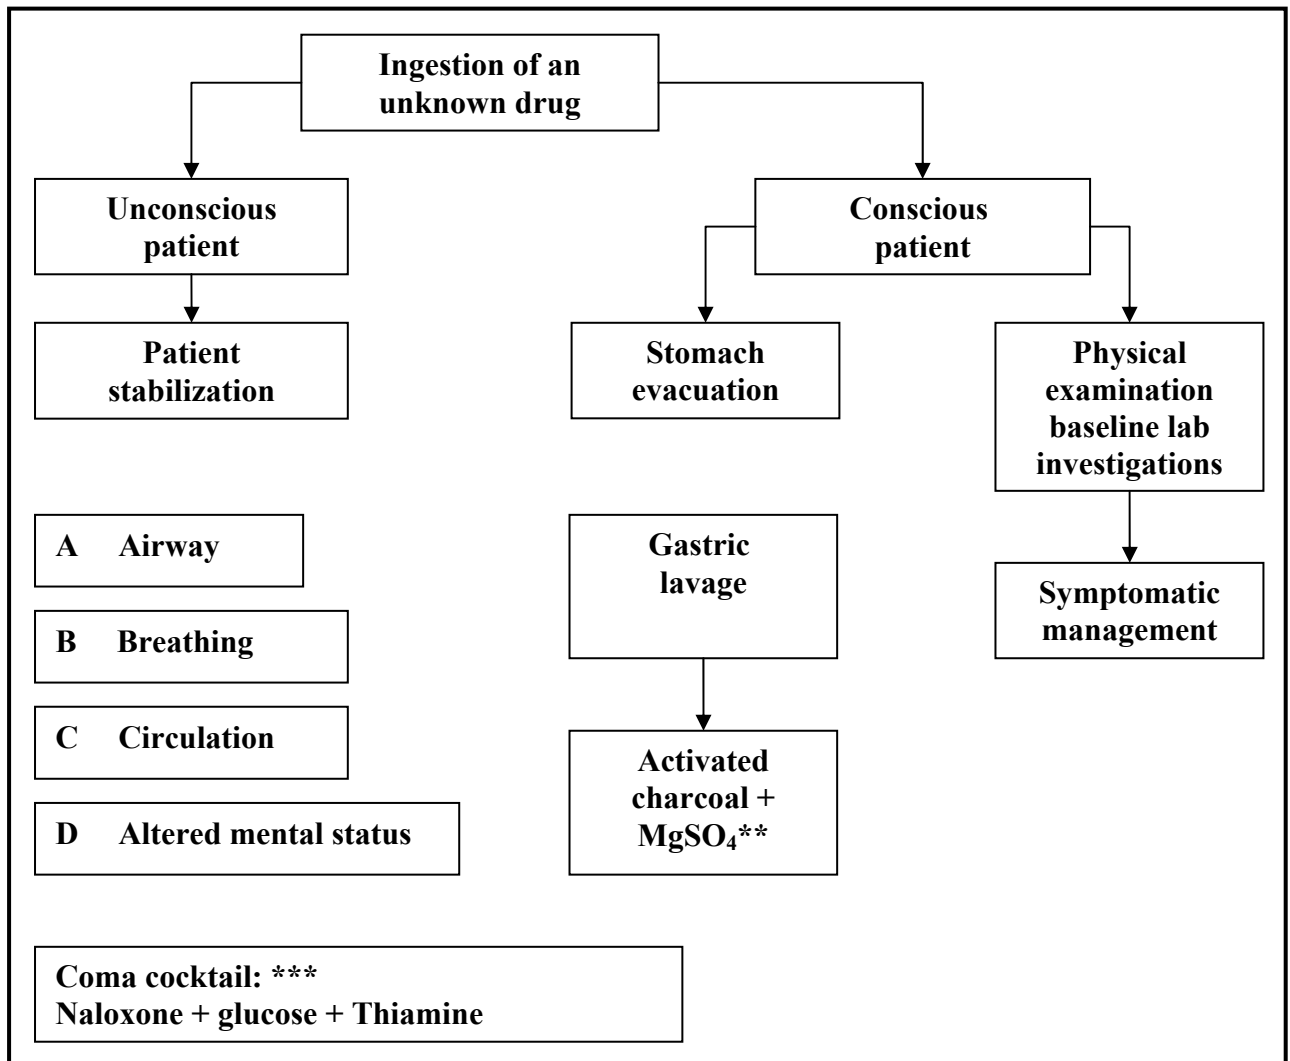 Ingestion of an
unknown drug
Unconscious
patient
Conscious
patient
Patient
stabilization
Stomach
evacuation
Physical
examination
baseline lab
investigations
A Airway
Gastric
lavage
Symptomatic
management
B Breathing
C Circulation
Activated
charcoal +
MgSO₄**
D Altered mental status
Coma cocktail: ***
Naloxone + glucose + Thiamine